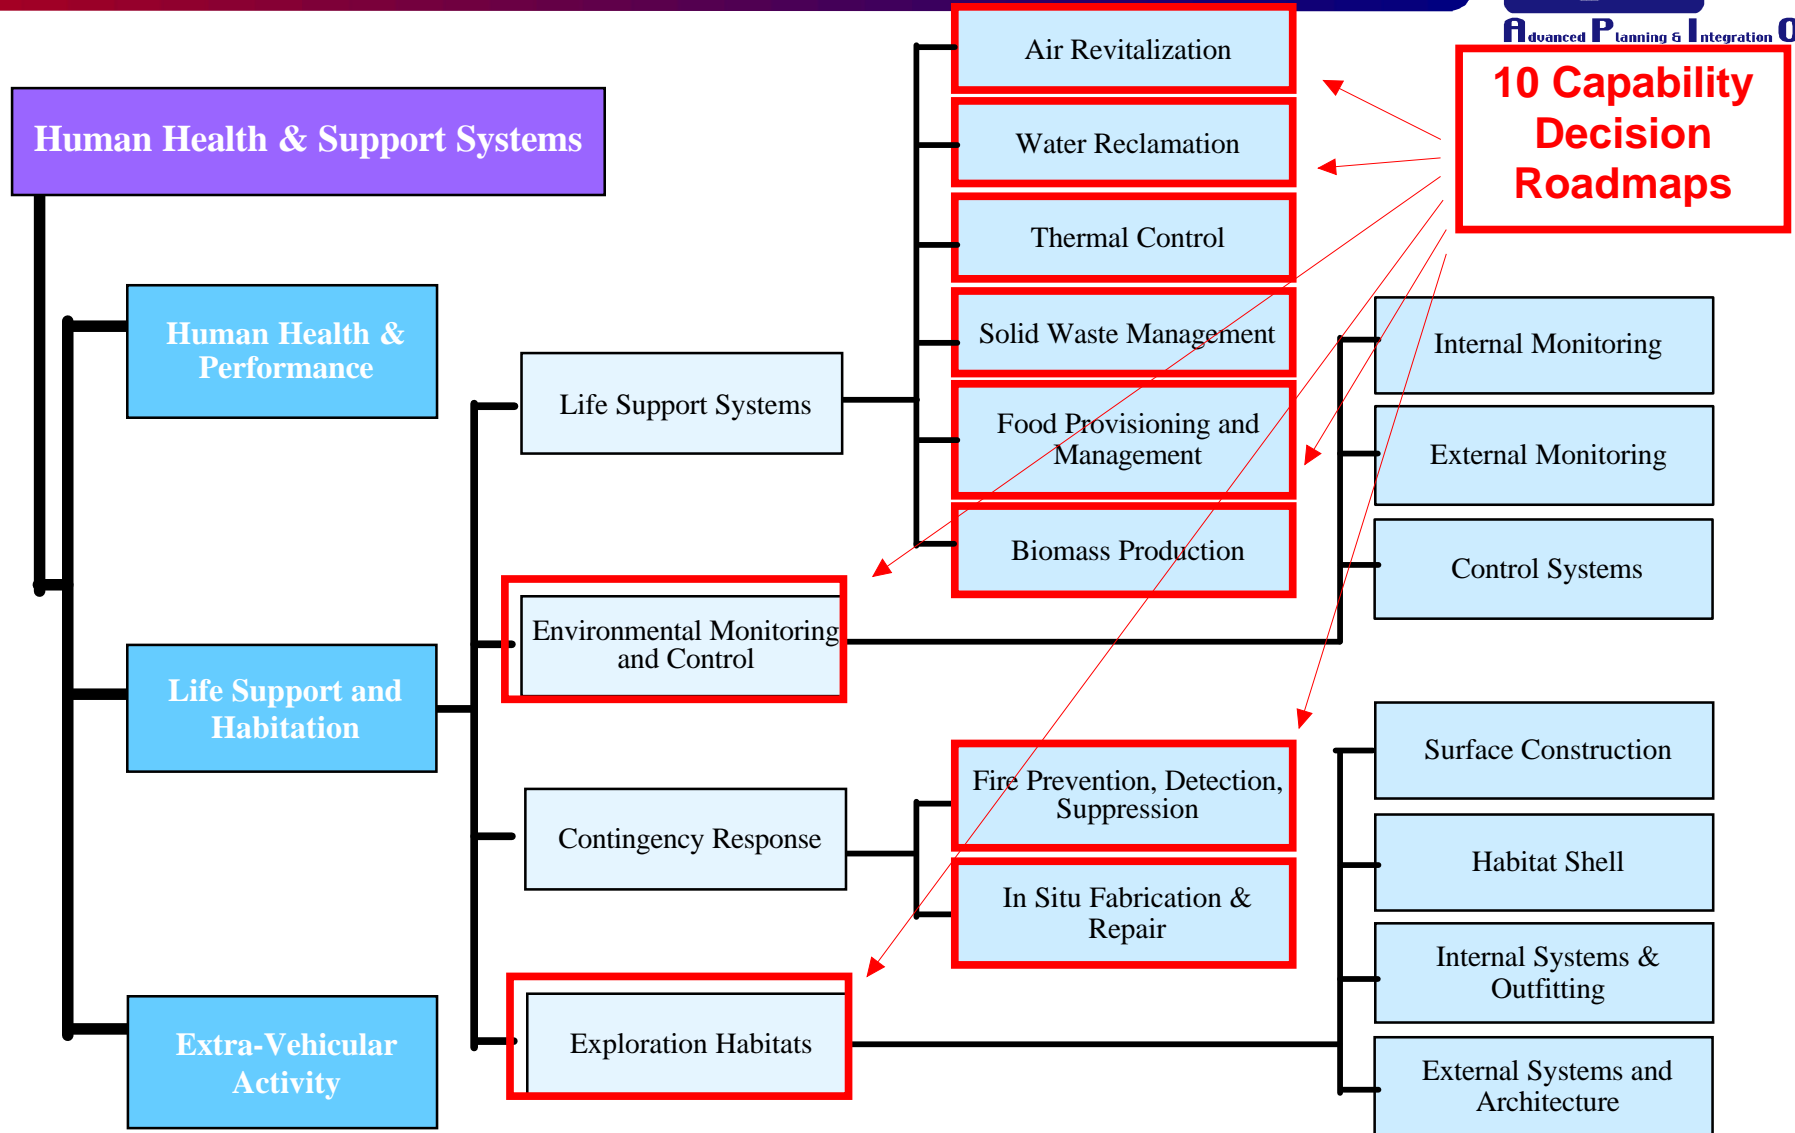 Advanced Planning & Integration O
10 Capability
Decision
Roadmaps
Human Health & Support Systems
Human Health &
Performance
Life Support and
Habitation
Extra-Vehicular
Activity
Life Support Systems
Environmental Monitoring
and Control
Contingency Response
Exploration Habitats
Air Revitalization
Water Reclamation
Thermal Control
Solid Waste Management
Food Provisioning and
Management
Biomass Production
Fire Prevention, Detection,
Suppression
In Situ Fabrication &
Repair
Internal Monitoring
External Monitoring
Control Systems
Surface Construction
Habitat Shell
Internal Systems &
Outfitting
External Systems and
Architecture